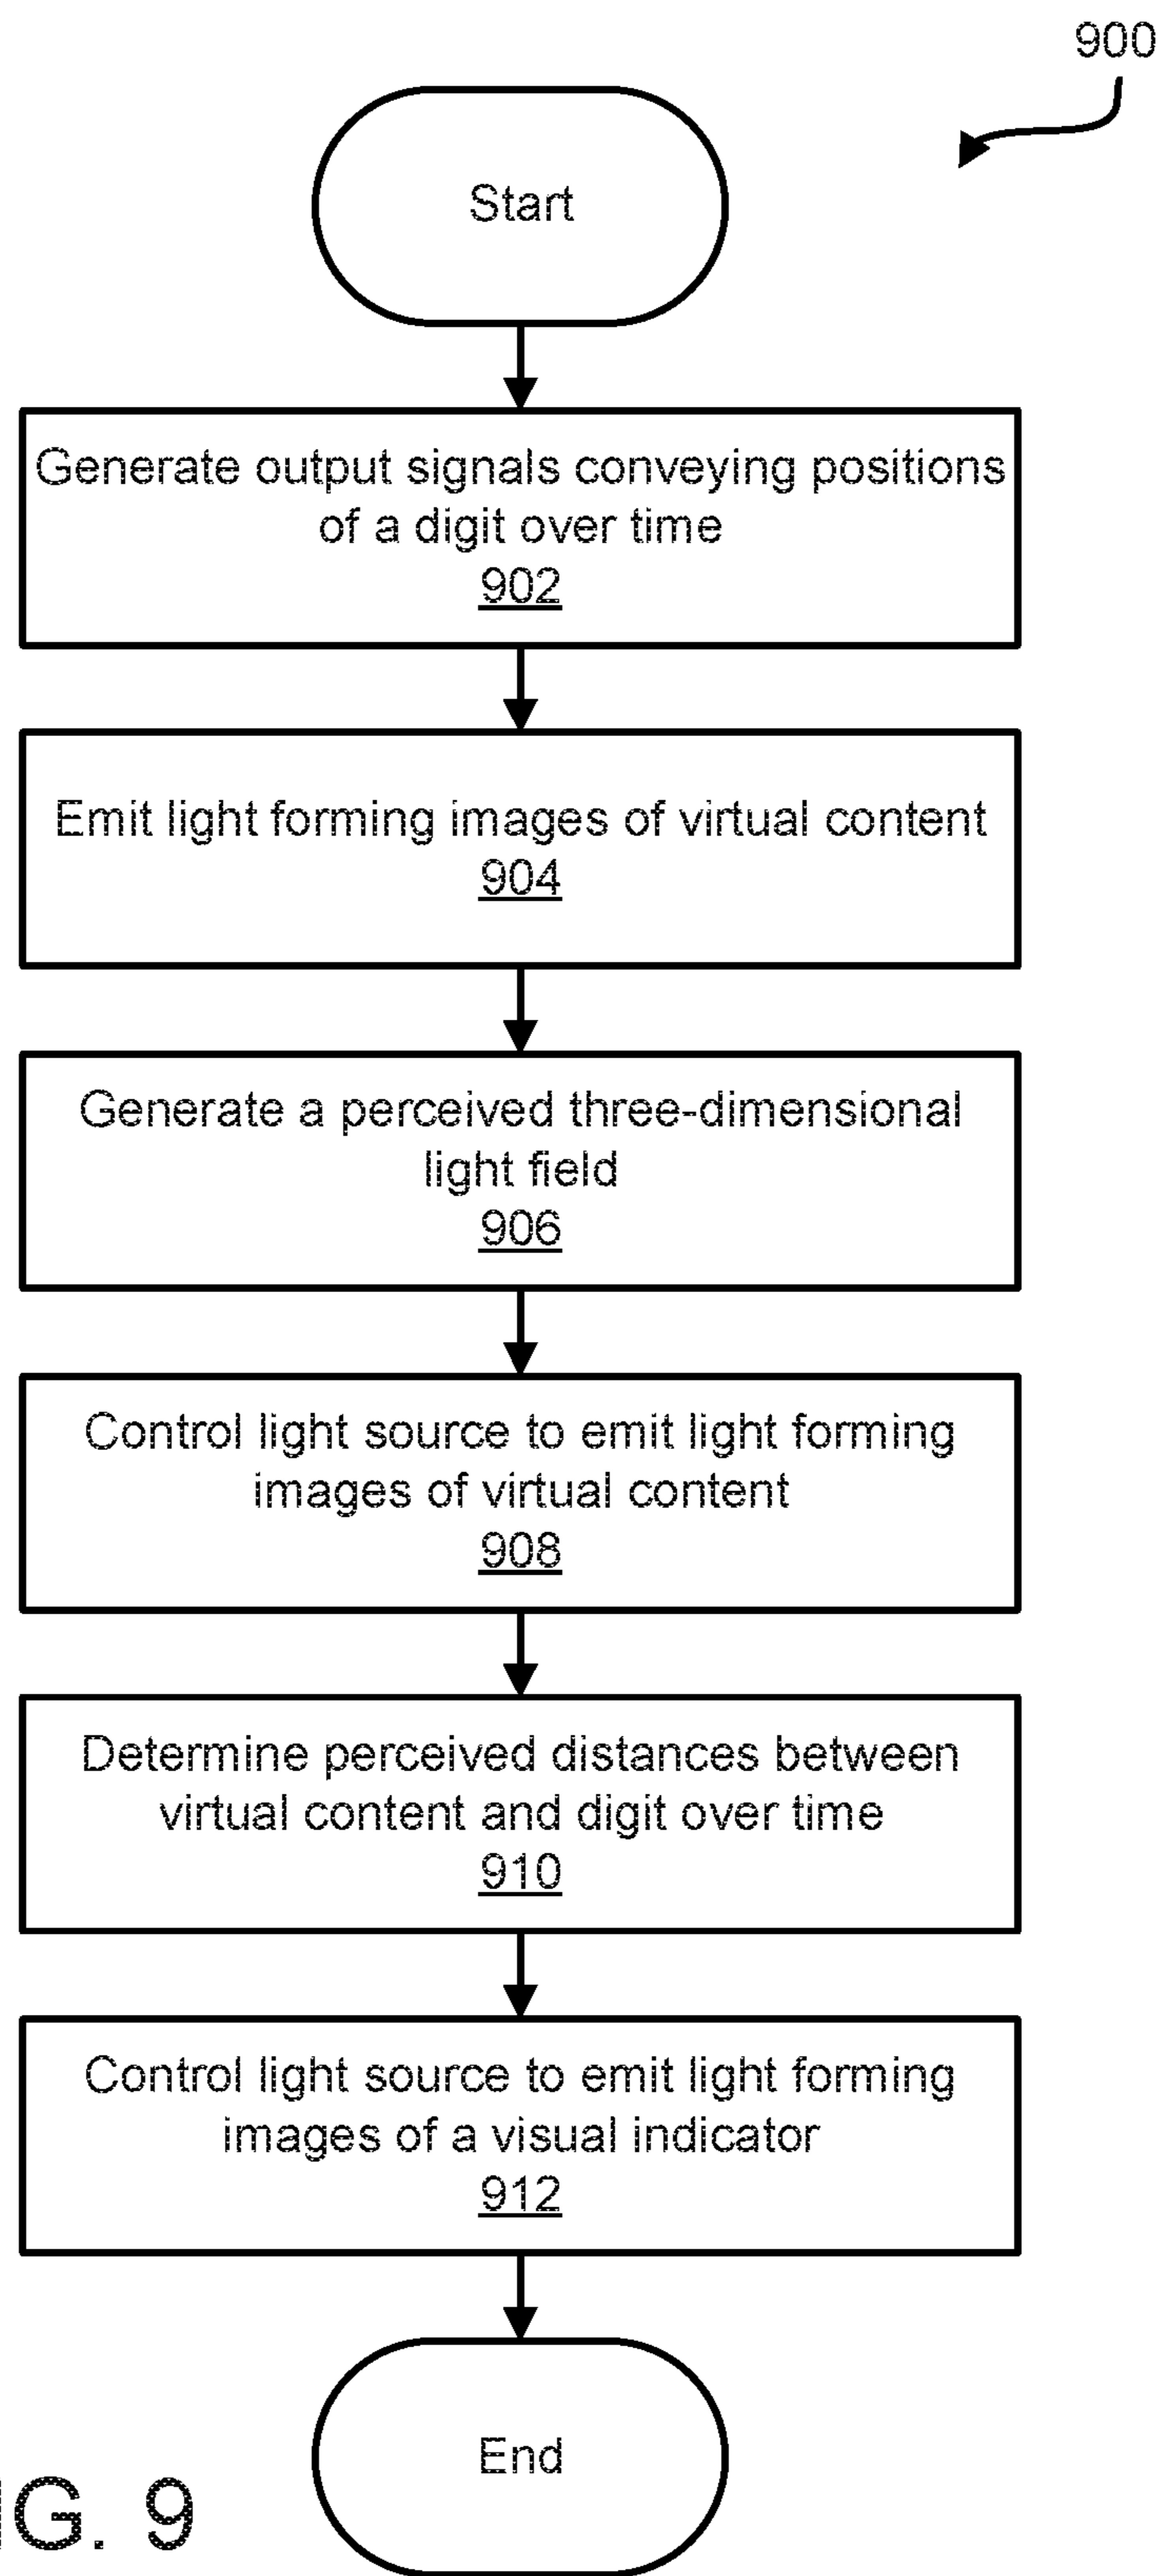 900
Start
Generate output signals conveying positions
of a digit over time
902
Emit light forming images of virtual content
904
Generate a perceived three-dimensional
light field
906
Control light source to emit light forming
images of virtual content
908
Determine perceived distances between
virtual content and digit over time
910
Control light source to emit light forming
images of a visual indicator
912
End
G. 9